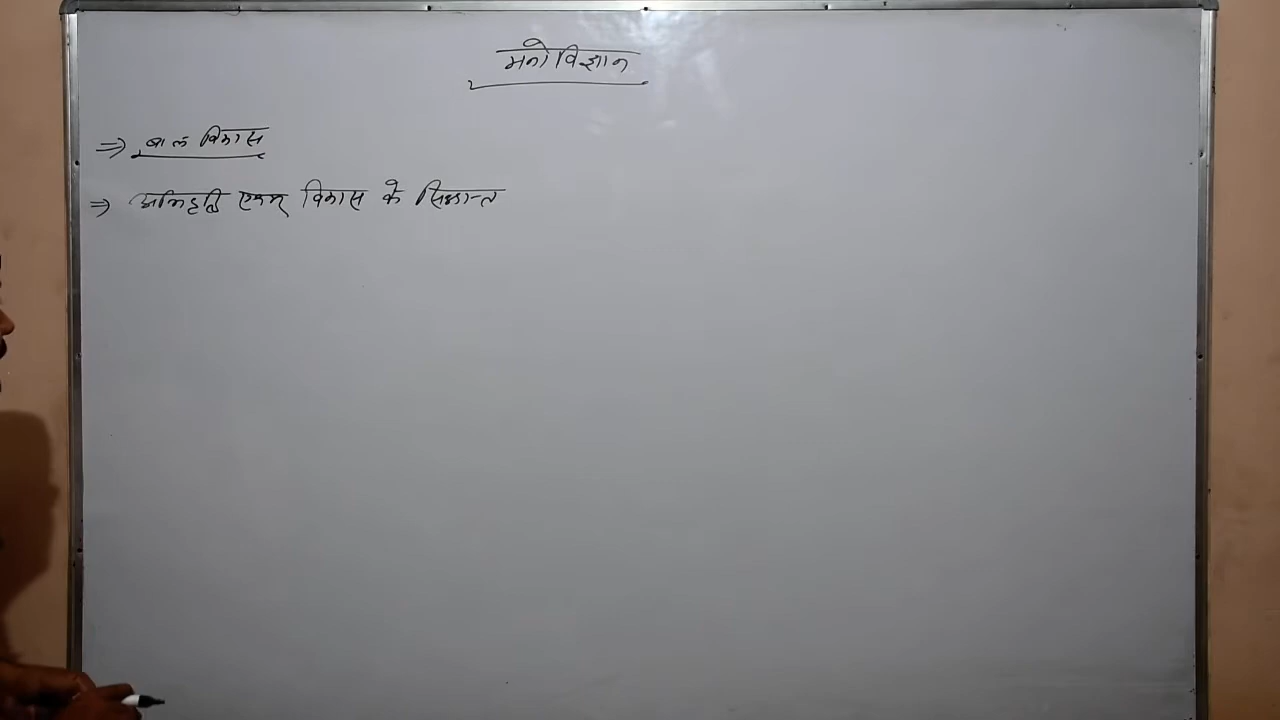 मनोविज्ञान
⇒ बाल विकास
⇒ अभिवृद्धि एवम् विकास के सिद्धान्त